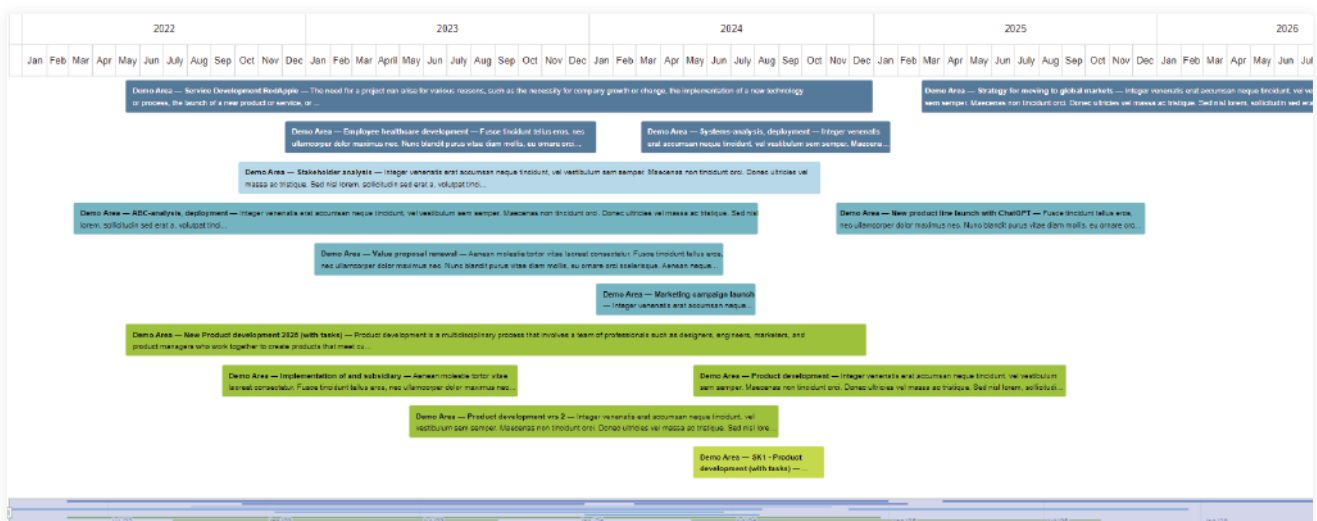 2022 2023 2024 2025 2026
Jan Feb Mar Apr May Jun July Aug Sep Oct Nov Dec Jan Feb Mar April May Jun July Aug Sep Oct Nov Dec Jan Feb Mar Apr May Jun July Aug Sep Oct Nov Dec Jan Feb Mar Apr May Jun July Aug Sep Oct Nov Dec Jan Feb Mar Apr May Jun Jul
Demo Area — Service Development RedApple — The need for a project can arise for various reasons, such as the necessity for company growth or change, the implementation of a new technology
or process, the launch of a new product or service, or ...
Demo Area — Strategy for moving to global markets — Integer venenatis erat accumsan neque tincidunt, vel
sem semper. Maecenas non tincidunt orci. Donec ultricies vel massa ac tristique. Sed nisl lorem, sollicitudin sed
Demo Area — Employee healthcare development — Fusce tincidunt tellus eros, nec
ullamcorper dolor maximus nec. Nunc blandit purus vitae diam mollis, eu ornare orci...
Demo Area — Systems-analysis, deployment — Integer venenatis
erat accumsan neque tincidunt, vel vestibulum sem semper. Maecena...
Demo Area — Stakeholder analysis — Integer venenatis erat accumsan neque tincidunt, vel vestibulum sem semper. Maecenas non tincidunt orci. Donec ultricies vel
massa ac tristique. Sed nisl lorem, sollicitudin sed erat a, volutpat tinci...
Demo Area — ABC-analysis, deployment — Integer venenatis erat accumsan neque tincidunt, vel vestibulum sem semper. Maecenas non tincidunt orci. Donec ultricies vel massa ac tristique. Sed nisl
lorem, sollicitudin sed erat a, volutpat tinci...
Demo Area — New product line launch with ChatGPT — Fusce tincidunt tellus eros,
nec ullamcorper dolor maximus nec. Nunc blandit purus vitae diam mollis, eu ornare orc...
Demo Area — Value proposal renewal — Aenean molestie tortor vitae laoreet consectetur. Fusce tincidunt tellus eros,
nec ullamcorper dolor maximus nec. Nunc blandit purus vitae diam mollis, eu ornare orci scelerisque. Aenean neque...
Demo Area — Marketing campaign launch
— Integer venenatis erat accumsan neque...
Demo Area — New Product development 2025 (with tasks) — Product development is a multidisciplinary process that involves a team of professionals such as designers, engineers, marketers, and
product managers who work together to create products that meet cu...
Demo Area — Implementation of and subsidiary — Aenean molestie tortor vitae
laoreet consectetur. Fusce tincidunt tellus eros, nec ullamcorper dolor maximus nec...
Demo Area — Product development — Integer venenatis erat accumsan neque tincidunt, vel vestibulum
sem semper. Maecenas non tincidunt orci. Donec ultricies vel massa ac tristique. Sed nisl lorem, sollicitudi...
Demo Area — Product development vrs 2 — Integer venenatis erat accumsan neque tincidunt, vel
vestibulum sem semper. Maecenas non tincidunt orci. Donec ultricies vel massa ac tristique. Sed nisl lore...
Demo Area — SK1 - Product
development (with tasks) —...